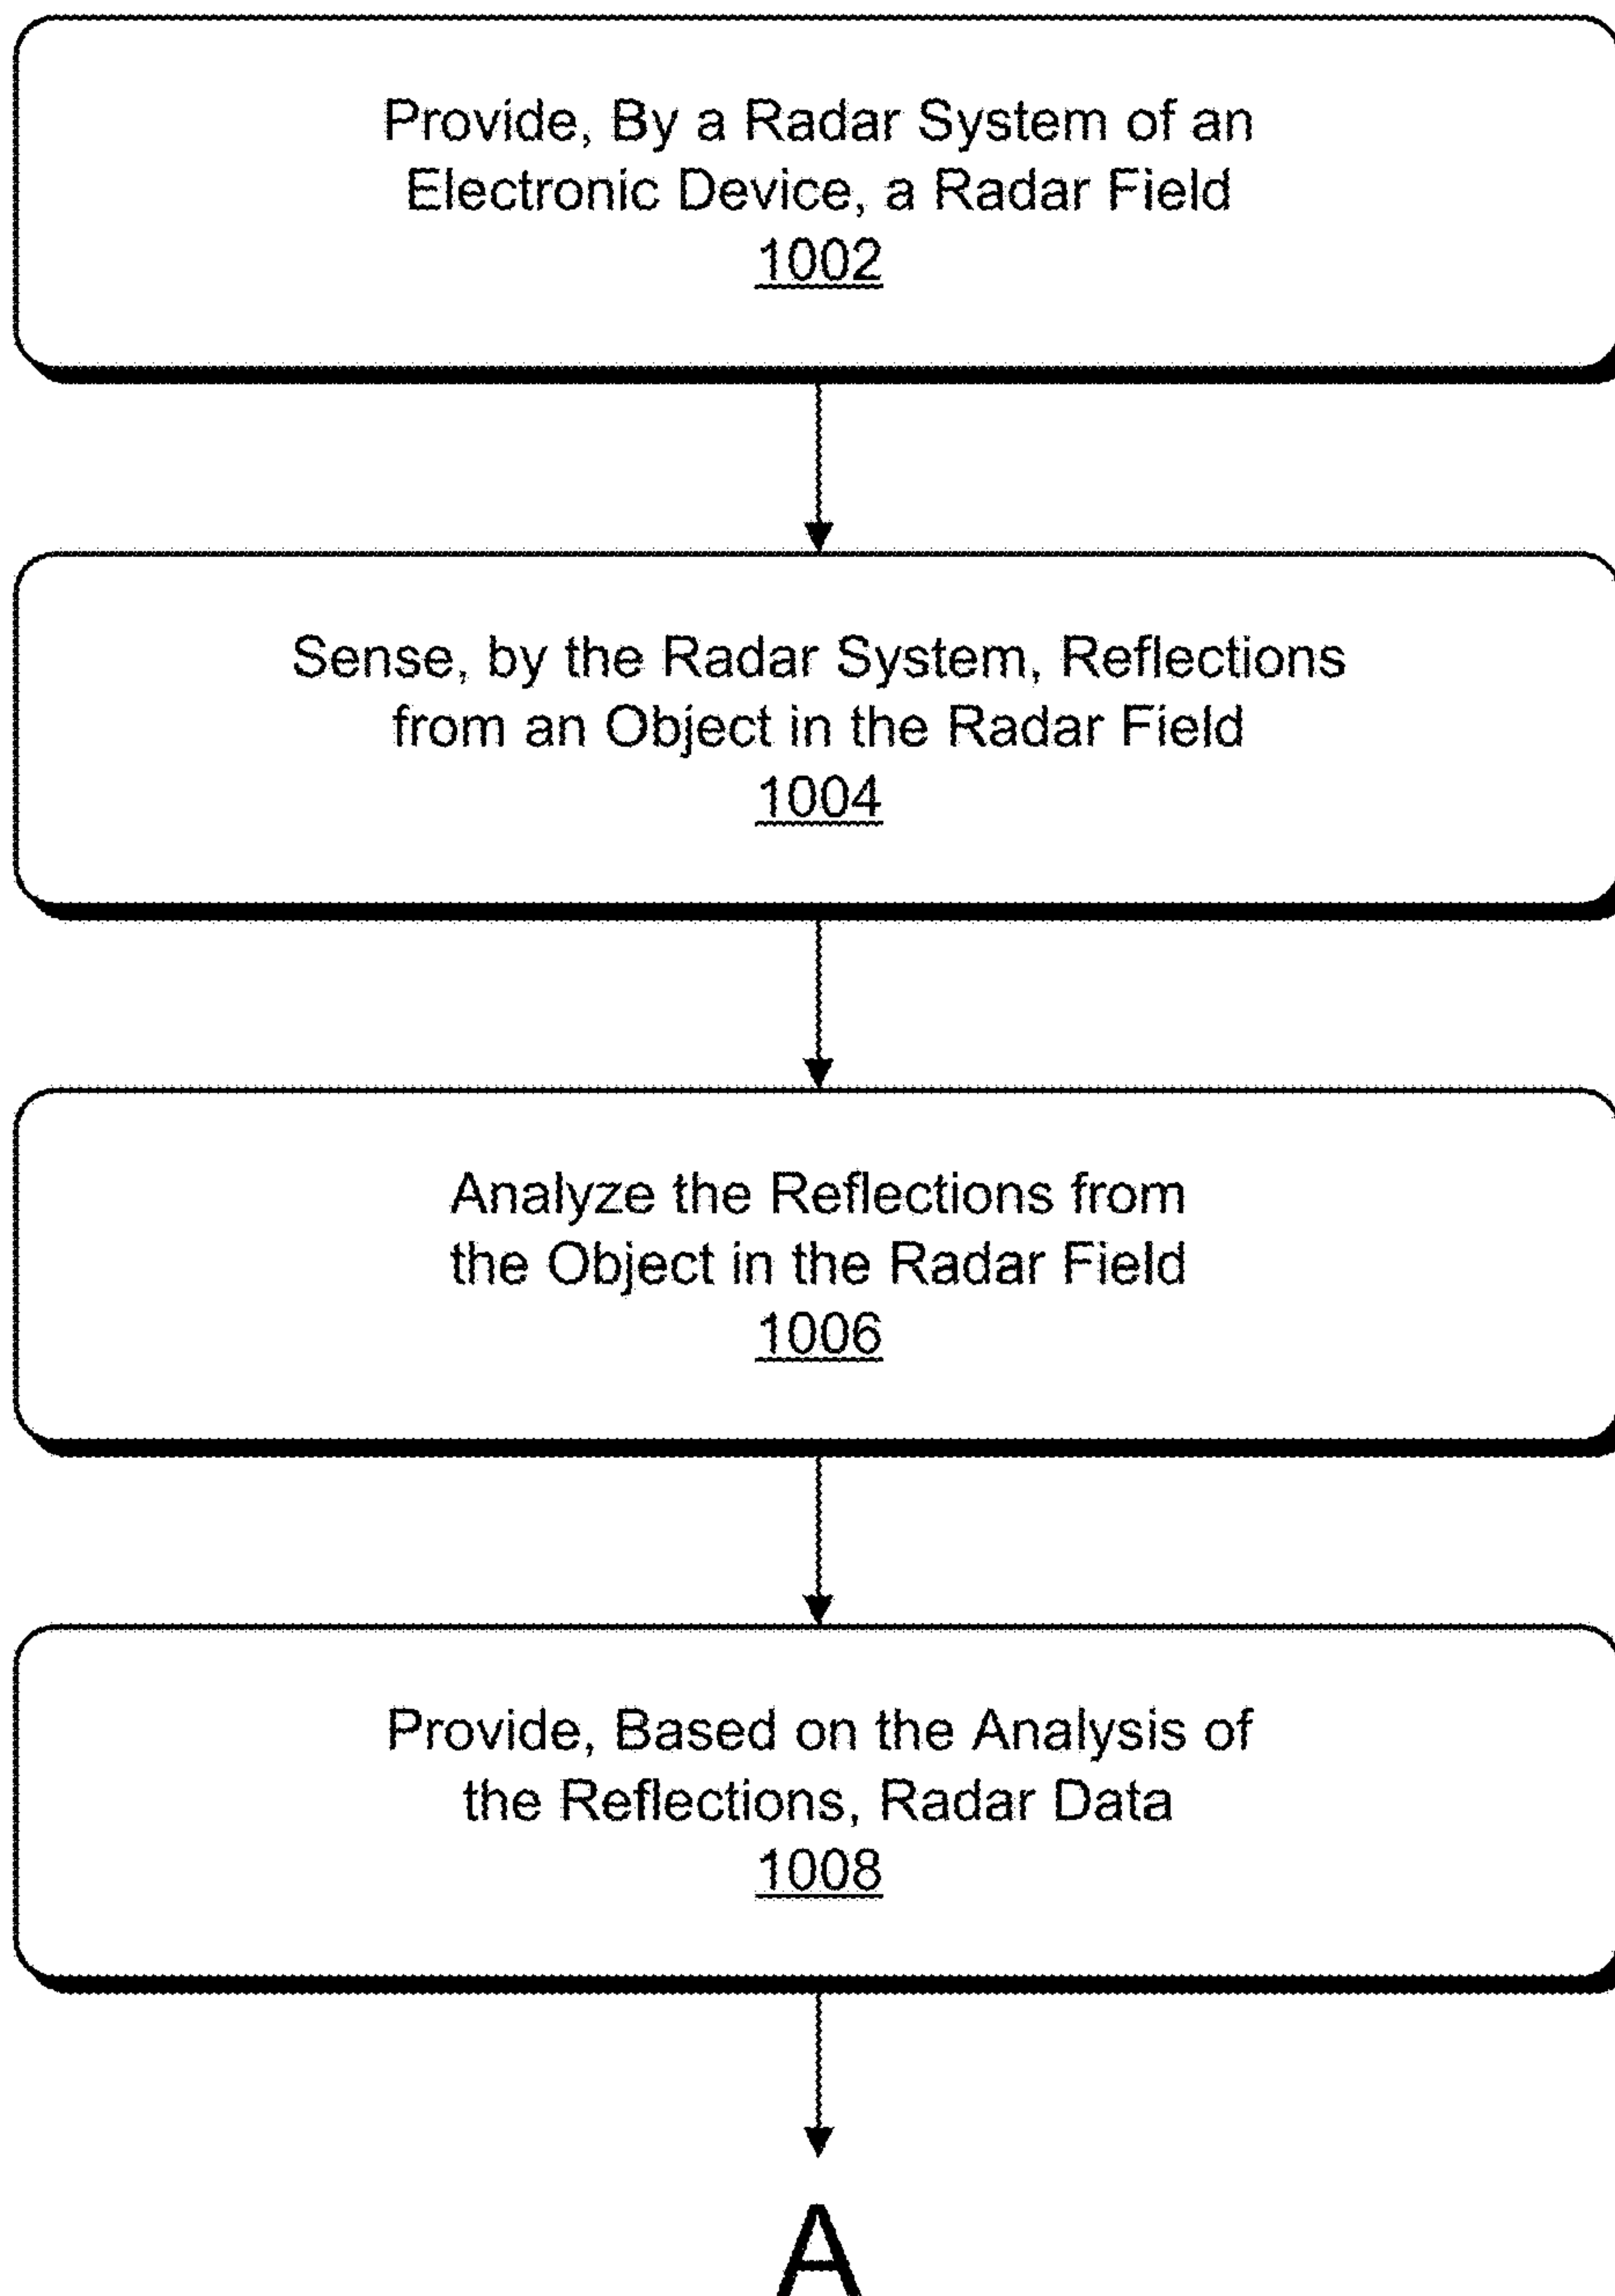 Provide, By a Radar System of an
Electronic Device, a Radar Field
1002
Sense, by the Radar System, Reflections
from an Object in the Radar Field
1004
Analyze the Reflections from
the Object in the Radar Field
1006
Provide, Based on the Analysis of
the Reflections, Radar Data
1008
A